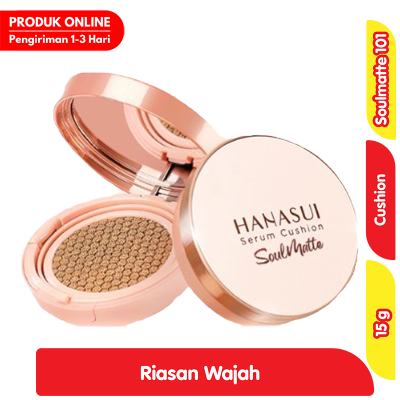 PRODUK ONLINE
Pengiriman 1-3 Hari
Soulmatte 101
Cushion
15 g
HANASUI
Serum Cushion
SoulMatte
Riasan Wajah